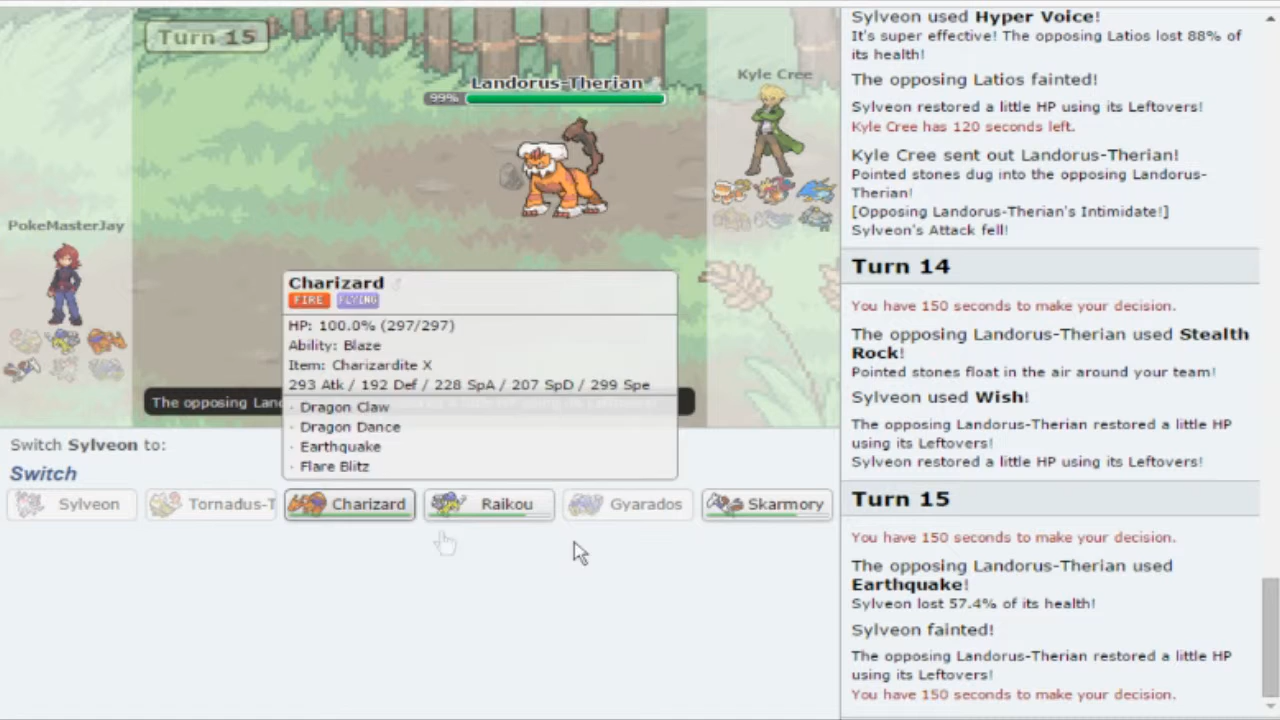 Turn 15
Landorus-Therian
99%
Kyle Cree
PokeMasterJay
Charizard
FIRE FLYING
HP: 100.0% (297/297)
Ability: Blaze
Item: Charizardite X
293 Atk / 192 Def / 228 SpA / 207 SpD / 299 Spe
· Dragon Claw
· Dragon Dance
· Earthquake
· Flare Blitz
The opposing Land
Switch Sylveon to:
Switch
Sylveon
Tornadus-T
Charizard
Raikou
Gyarados
Skarmory
Sylveon used Hyper Voice!
It's super effective! The opposing Latios lost 88% of
its health!
The opposing Latios fainted!
Sylveon restored a little HP using its Leftovers!
Kyle Cree has 120 seconds left.
Kyle Cree sent out Landorus-Therian!
Pointed stones dug into the opposing Landorus-
Therian!
[Opposing Landorus-Therian's Intimidate!]
Sylveon's Attack fell!
Turn 14
You have 150 seconds to make your decision.
The opposing Landorus-Therian used Stealth
Rock!
Pointed stones float in the air around your team!
Sylveon used Wish!
The opposing Landorus-Therian restored a little HP
using its Leftovers!
Sylveon restored a little HP using its Leftovers!
Turn 15
You have 150 seconds to make your decision.
The opposing Landorus-Therian used
Earthquake!
Sylveon lost 57.4% of its health!
Sylveon fainted!
The opposing Landorus-Therian restored a little HP
using its Leftovers!
You have 150 seconds to make your decision.